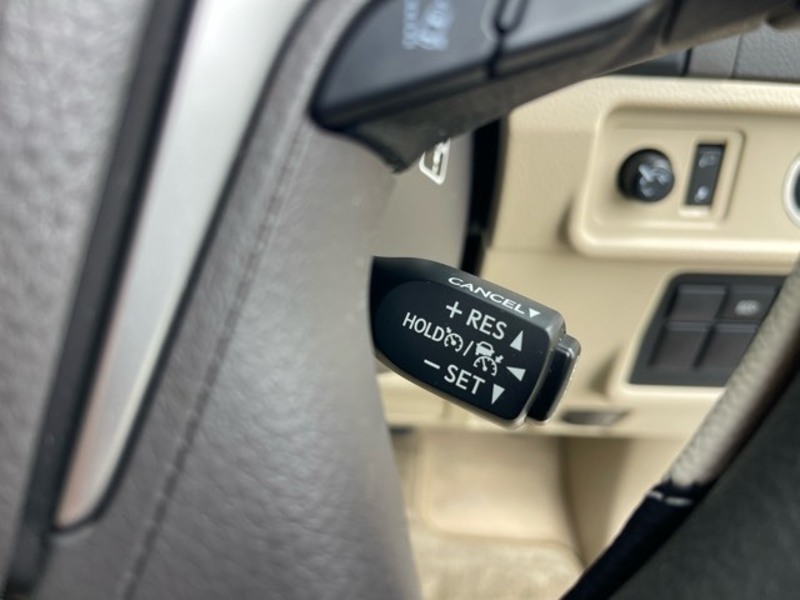 CANCEL▼
+ RES ▲
HOLD /
− SET ▼